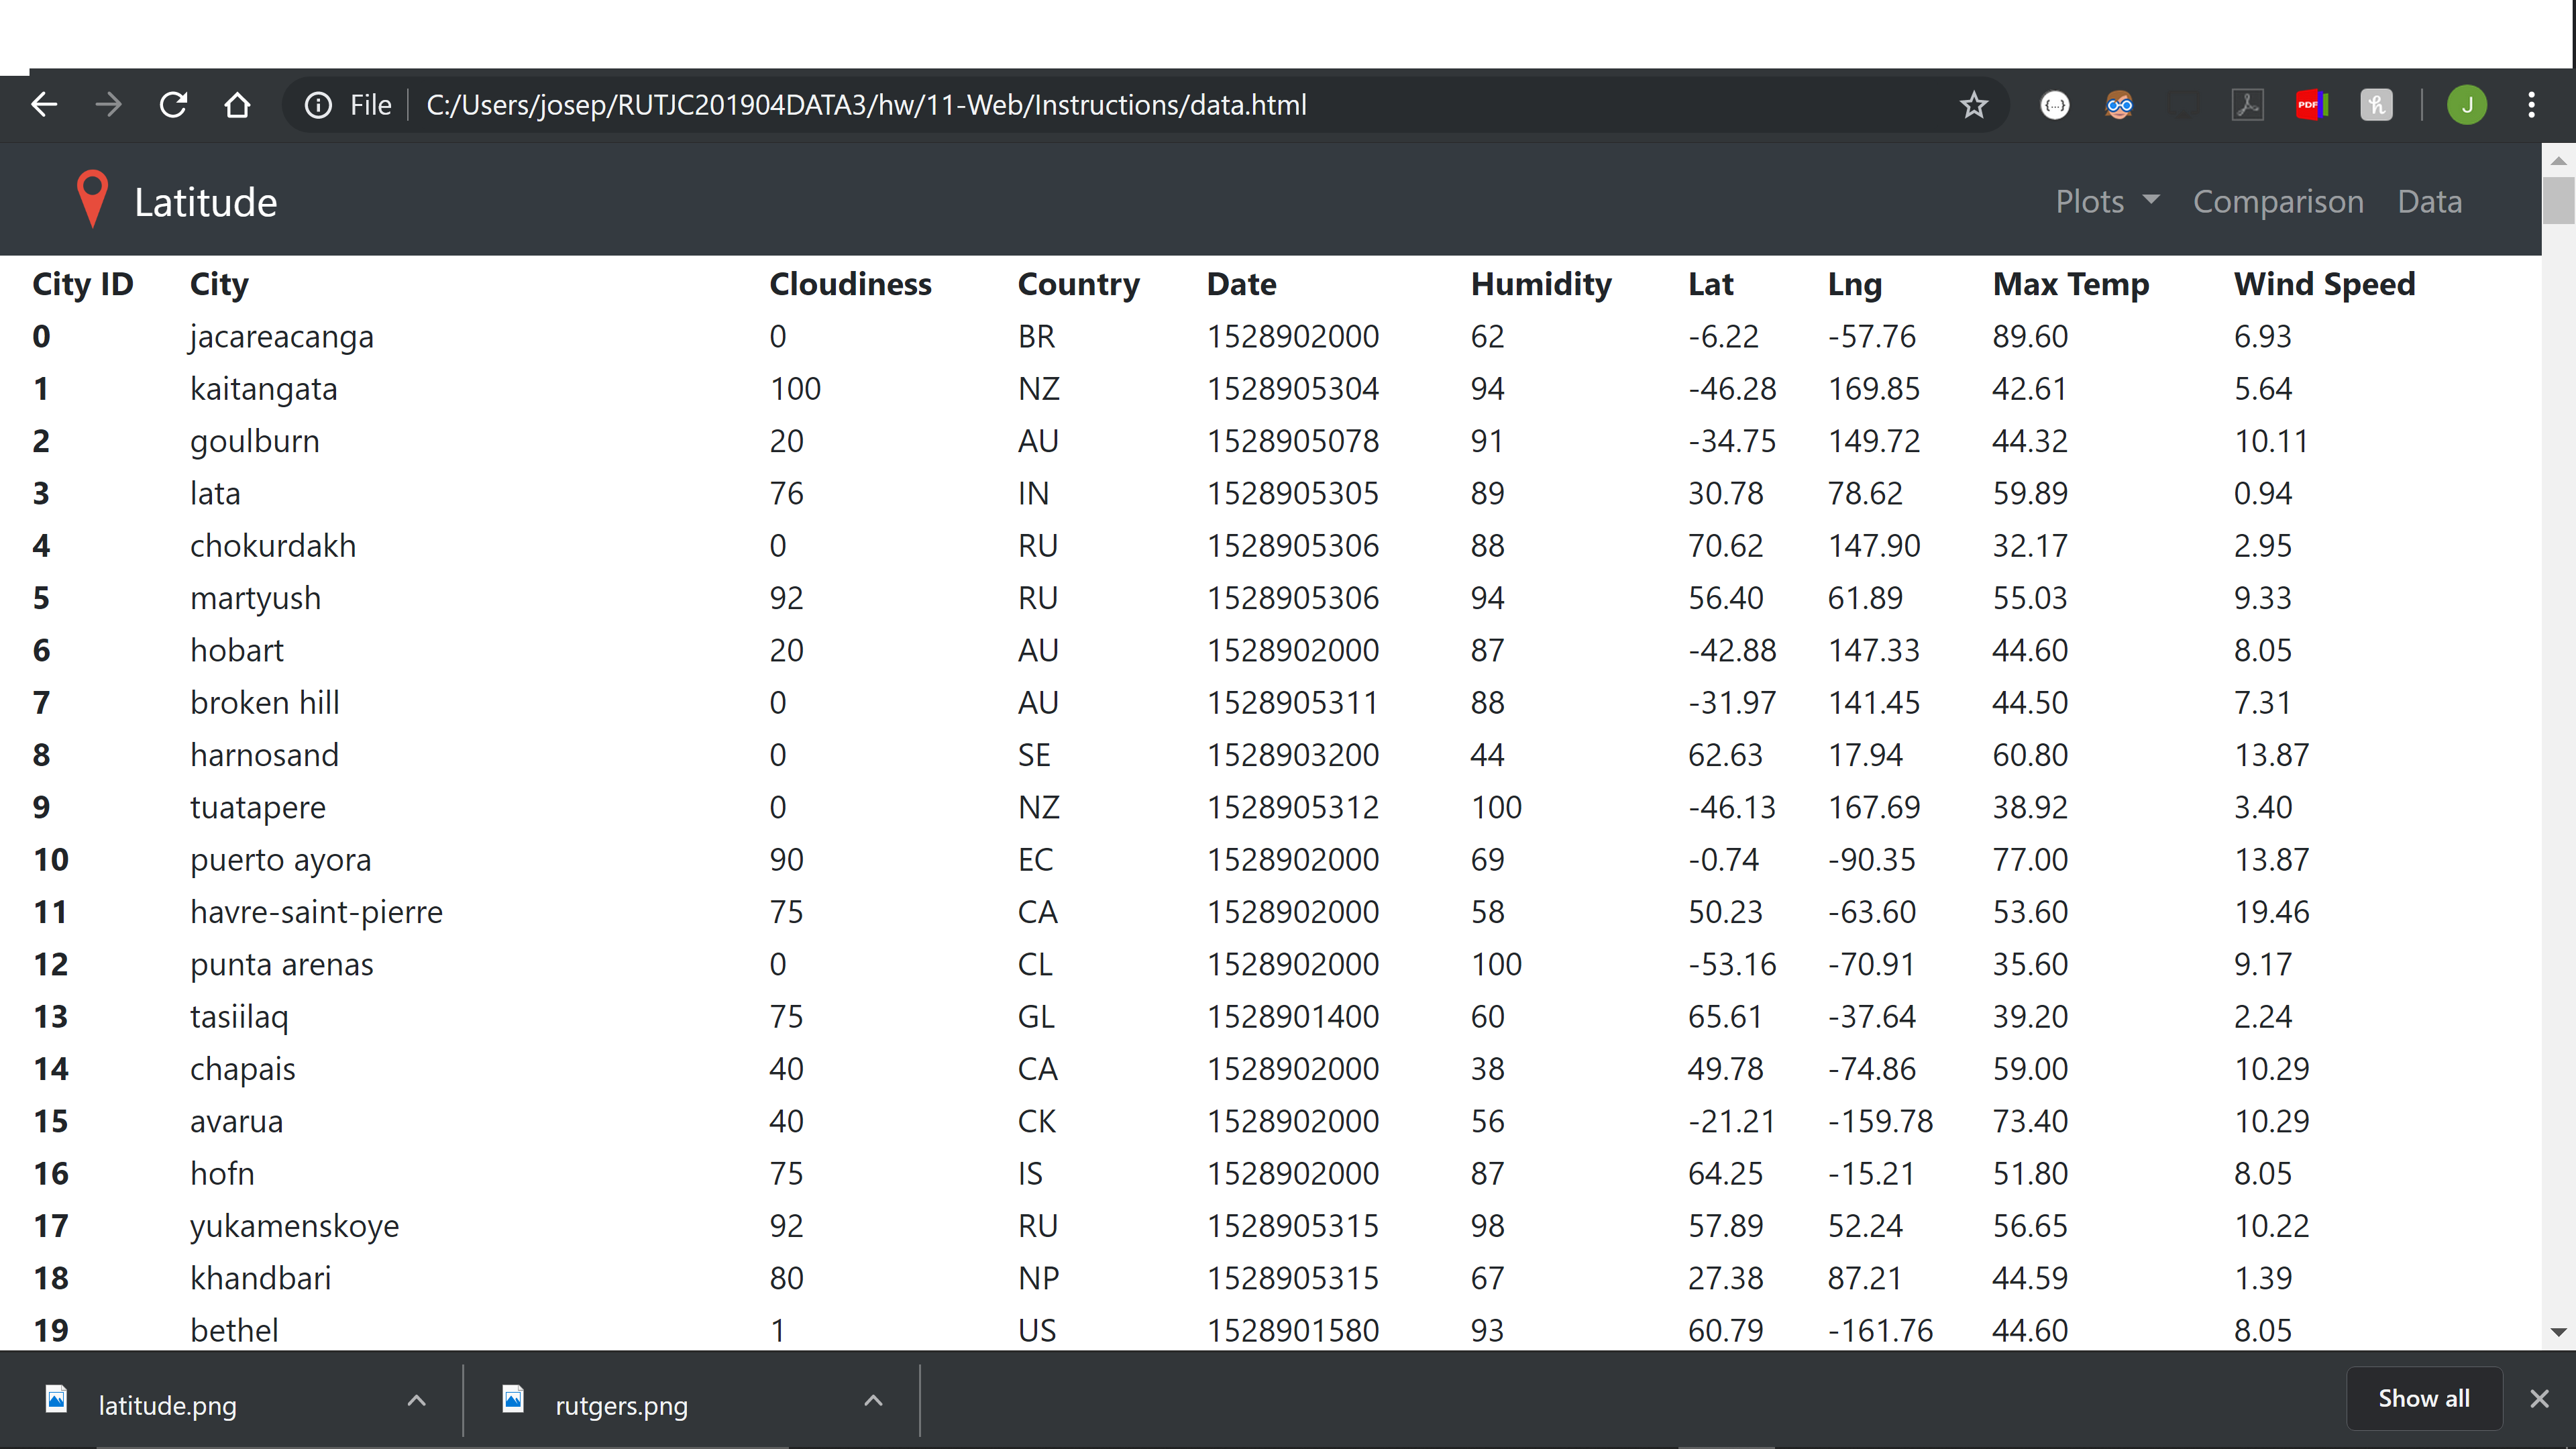 File C:/Users/josep/RUTJC201904DATA3/hw/11-Web/Instructions/data.html
{...} PDF h J
Latitude Plots Comparison Data
City ID City Cloudiness Country Date Humidity Lat Lng Max Temp Wind Speed
0 jacareacanga 0 BR 1528902000 62 -6.22 -57.76 89.60 6.93
1 kaitangata 100 NZ 1528905304 94 -46.28 169.85 42.61 5.64
2 goulburn 20 AU 1528905078 91 -34.75 149.72 44.32 10.11
3 lata 76 IN 1528905305 89 30.78 78.62 59.89 0.94
4 chokurdakh 0 RU 1528905306 88 70.62 147.90 32.17 2.95
5 martyush 92 RU 1528905306 94 56.40 61.89 55.03 9.33
6 hobart 20 AU 1528902000 87 -42.88 147.33 44.60 8.05
7 broken hill 0 AU 1528905311 88 -31.97 141.45 44.50 7.31
8 harnosand 0 SE 1528903200 44 62.63 17.94 60.80 13.87
9 tuatapere 0 NZ 1528905312 100 -46.13 167.69 38.92 3.40
10 puerto ayora 90 EC 1528902000 69 -0.74 -90.35 77.00 13.87
11 havre-saint-pierre 75 CA 1528902000 58 50.23 -63.60 53.60 19.46
12 punta arenas 0 CL 1528902000 100 -53.16 -70.91 35.60 9.17
13 tasiilaq 75 GL 1528901400 60 65.61 -37.64 39.20 2.24
14 chapais 40 CA 1528902000 38 49.78 -74.86 59.00 10.29
15 avarua 40 CK 1528902000 56 -21.21 -159.78 73.40 10.29
16 hofn 75 IS 1528902000 87 64.25 -15.21 51.80 8.05
17 yukamenskoye 92 RU 1528905315 98 57.89 52.24 56.65 10.22
18 khandbari 80 NP 1528905315 67 27.38 87.21 44.59 1.39
19 bethel 1 US 1528901580 93 60.79 -161.76 44.60 8.05
latitude.png rutgers.png Show all